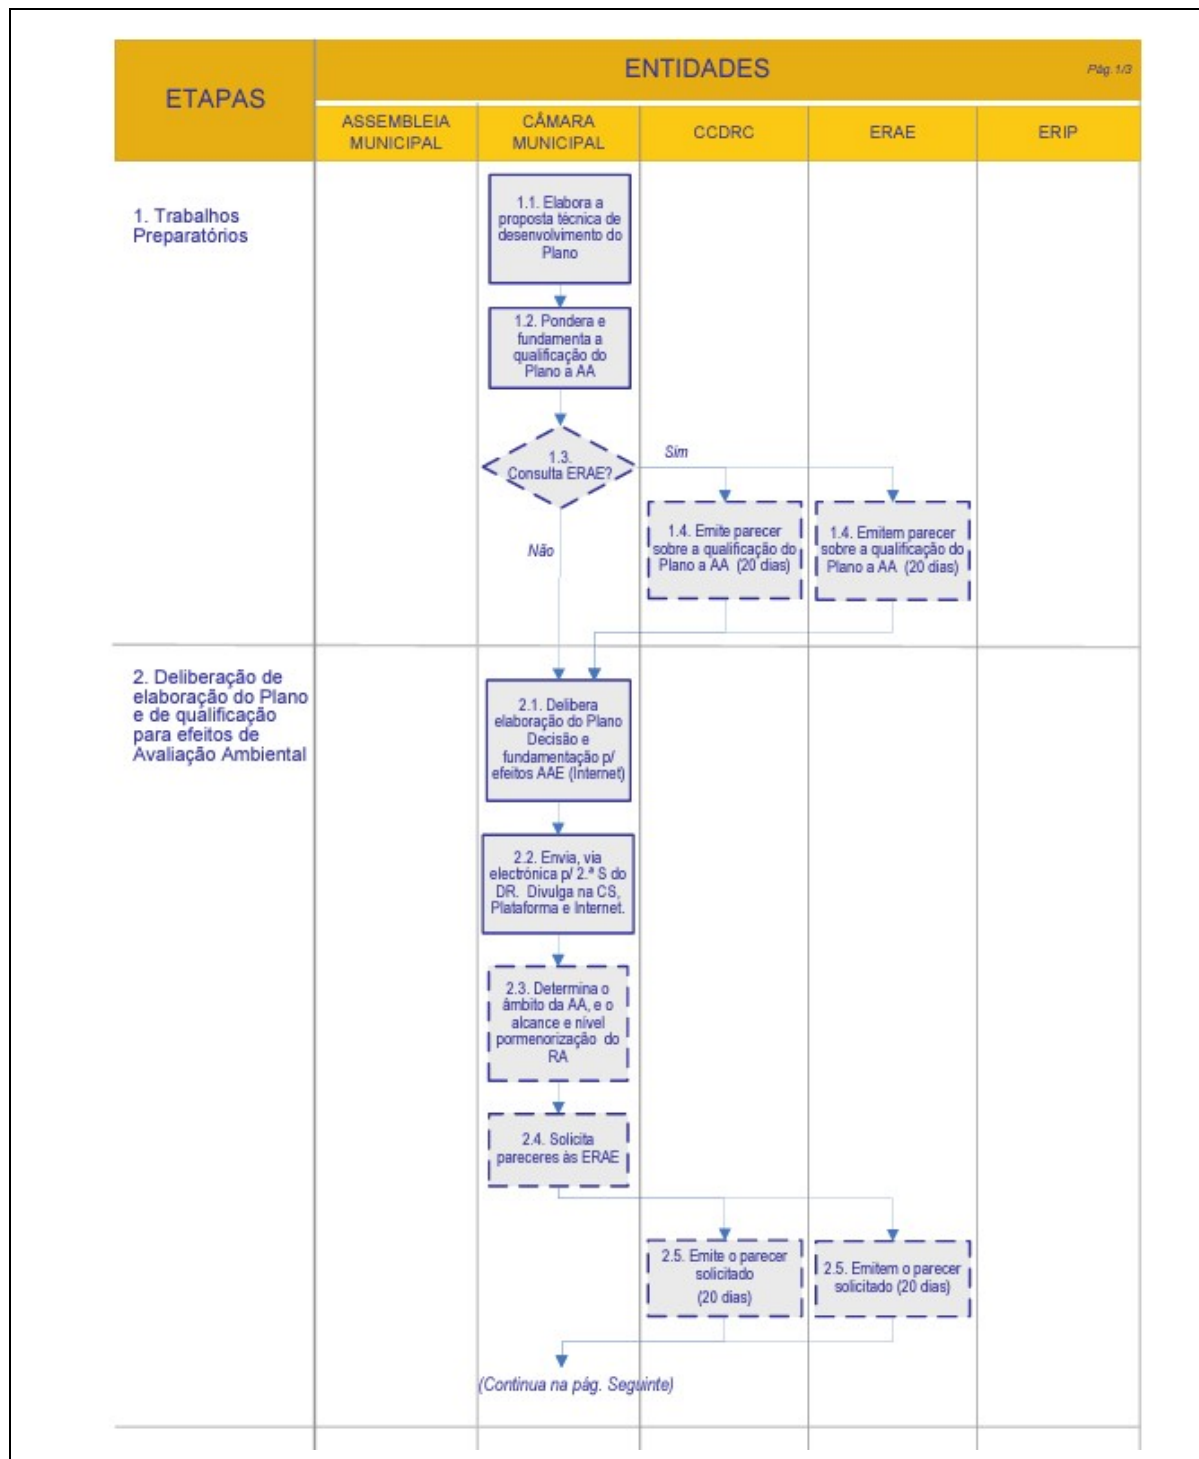 ETAPAS
ENTIDADES
Pág.1/3
ASSEMBLEIA
MUNICIPAL
CÂMARA
MUNICIPAL
CCDRC
ERAE
ERIP
1. Trabalhos
Preparatórios
1.1. Elabora a
proposta técnica de
desenvolvimento do
Plano
1.2. Pondera e
fundamenta a
qualificação do
Plano a AA
1.3.
Consulta ERAE?
Sim
Não
1.4. Emite parecer
sobre a qualificação do
Plano a AA (20 dias)
1.4. Emitem parecer
sobre a qualificação do
Plano a AA (20 dias)
2. Deliberação de
elaboração do Plano
e de qualificação
para efeitos de
Avaliação Ambiental
2.1. Delibera
elaboração do Plano
Decisão e
fundamentação p/
efeitos AAE (Internet)
2.2. Envia, via
electrónica p/ 2.ª S do
DR. Divulga na CS,
Plataforma e Internet.
2.3. Determina o
âmbito da AA, e o
alcance e nível
pormenorização do
RA
2.4. Solicita
pareceres às ERAE
2.5. Emite o parecer
solicitado
(20 dias)
2.5. Emitem o parecer
solicitado (20 dias)
(Continua na pág. Seguinte)